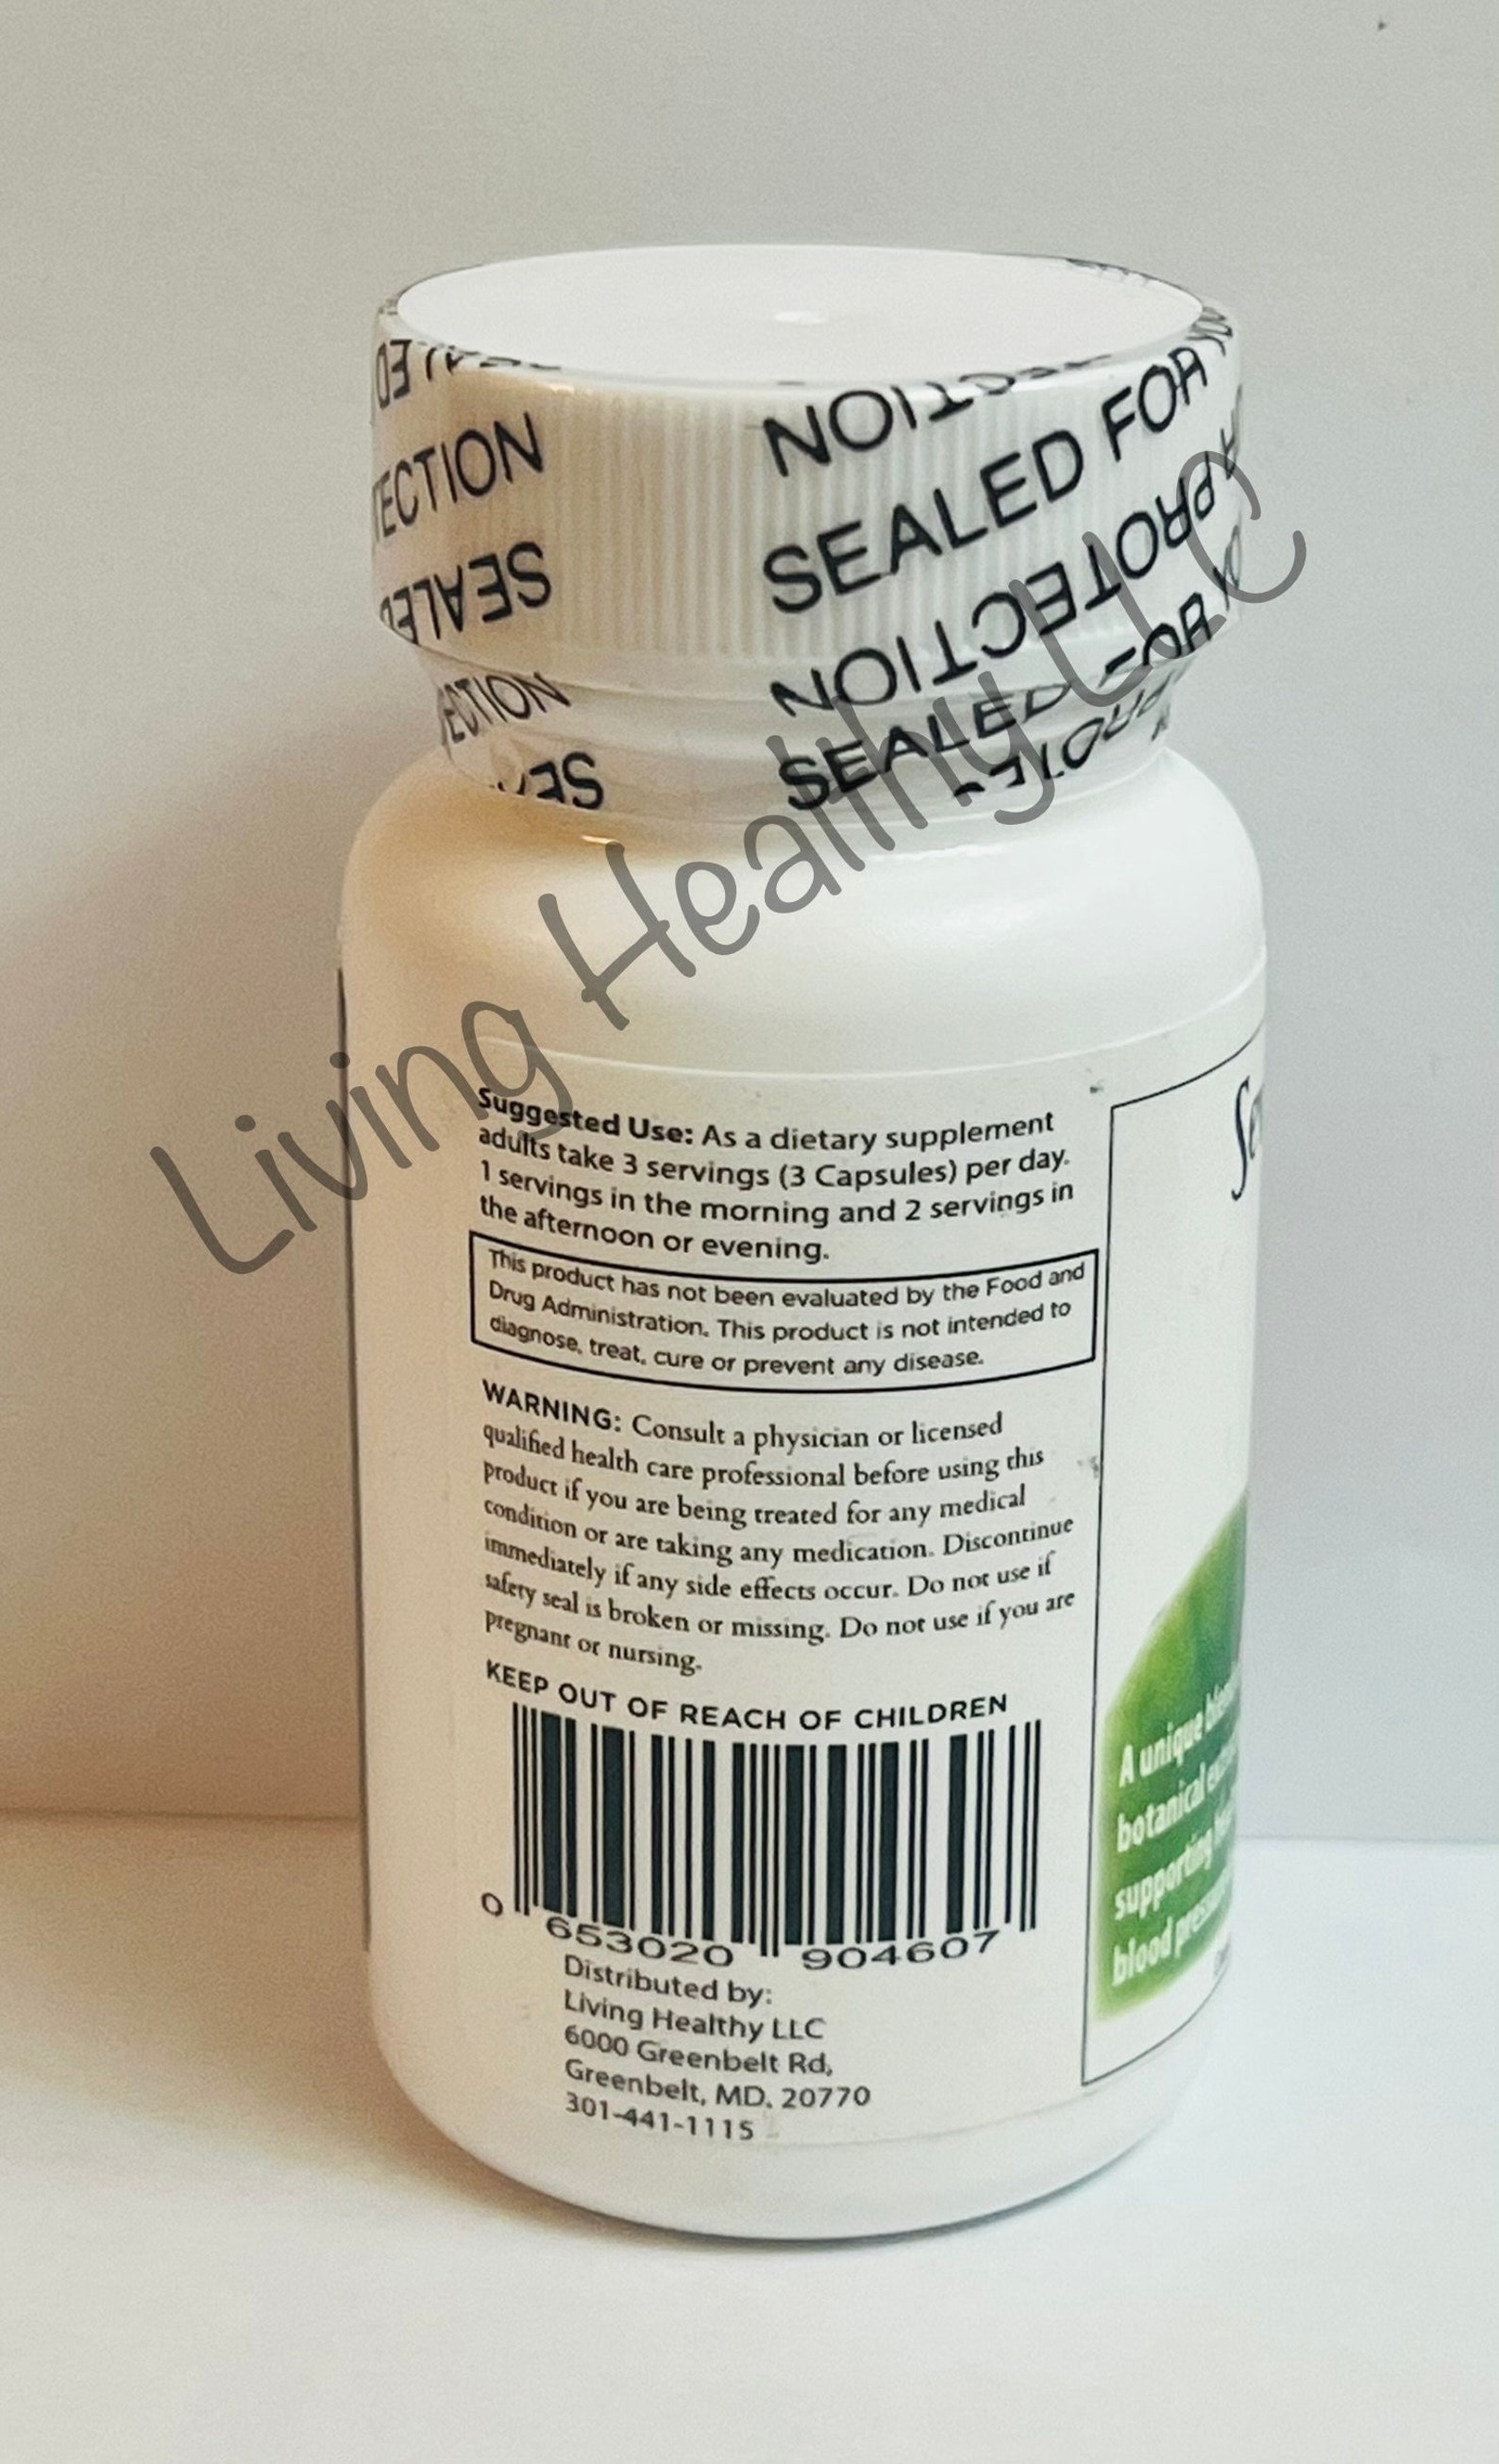 SEALED FOR
PROTECTION
SEALED FOR
ECTION
SEALED
ECTION
Living Healthy LLC
Suggested Use: As a dietary supplement
adults take 3 servings (3 Capsules) per day.
1 servings in the morning and 2 servings in
the afternoon or evening.
This product has not been evaluated by the Food and
Drug Administration. This product is not intended to
diagnose, treat, cure or prevent any disease.
WARNING: Consult a physician or licensed
qualified health care professional before using this
product if you are being treated for any medical
condition or are taking any medication. Discontinue
immediately if any side effects occur. Do not use if
safety seal is broken or missing. Do not use if you are
pregnant or nursing.
KEEP OUT OF REACH OF CHILDREN
0 653020 904607
Distributed by:
Living Healthy LLC
6000 Greenbelt Rd,
Greenbelt, MD. 20770
301-441-1115
A unique
botanical
supporting
blood